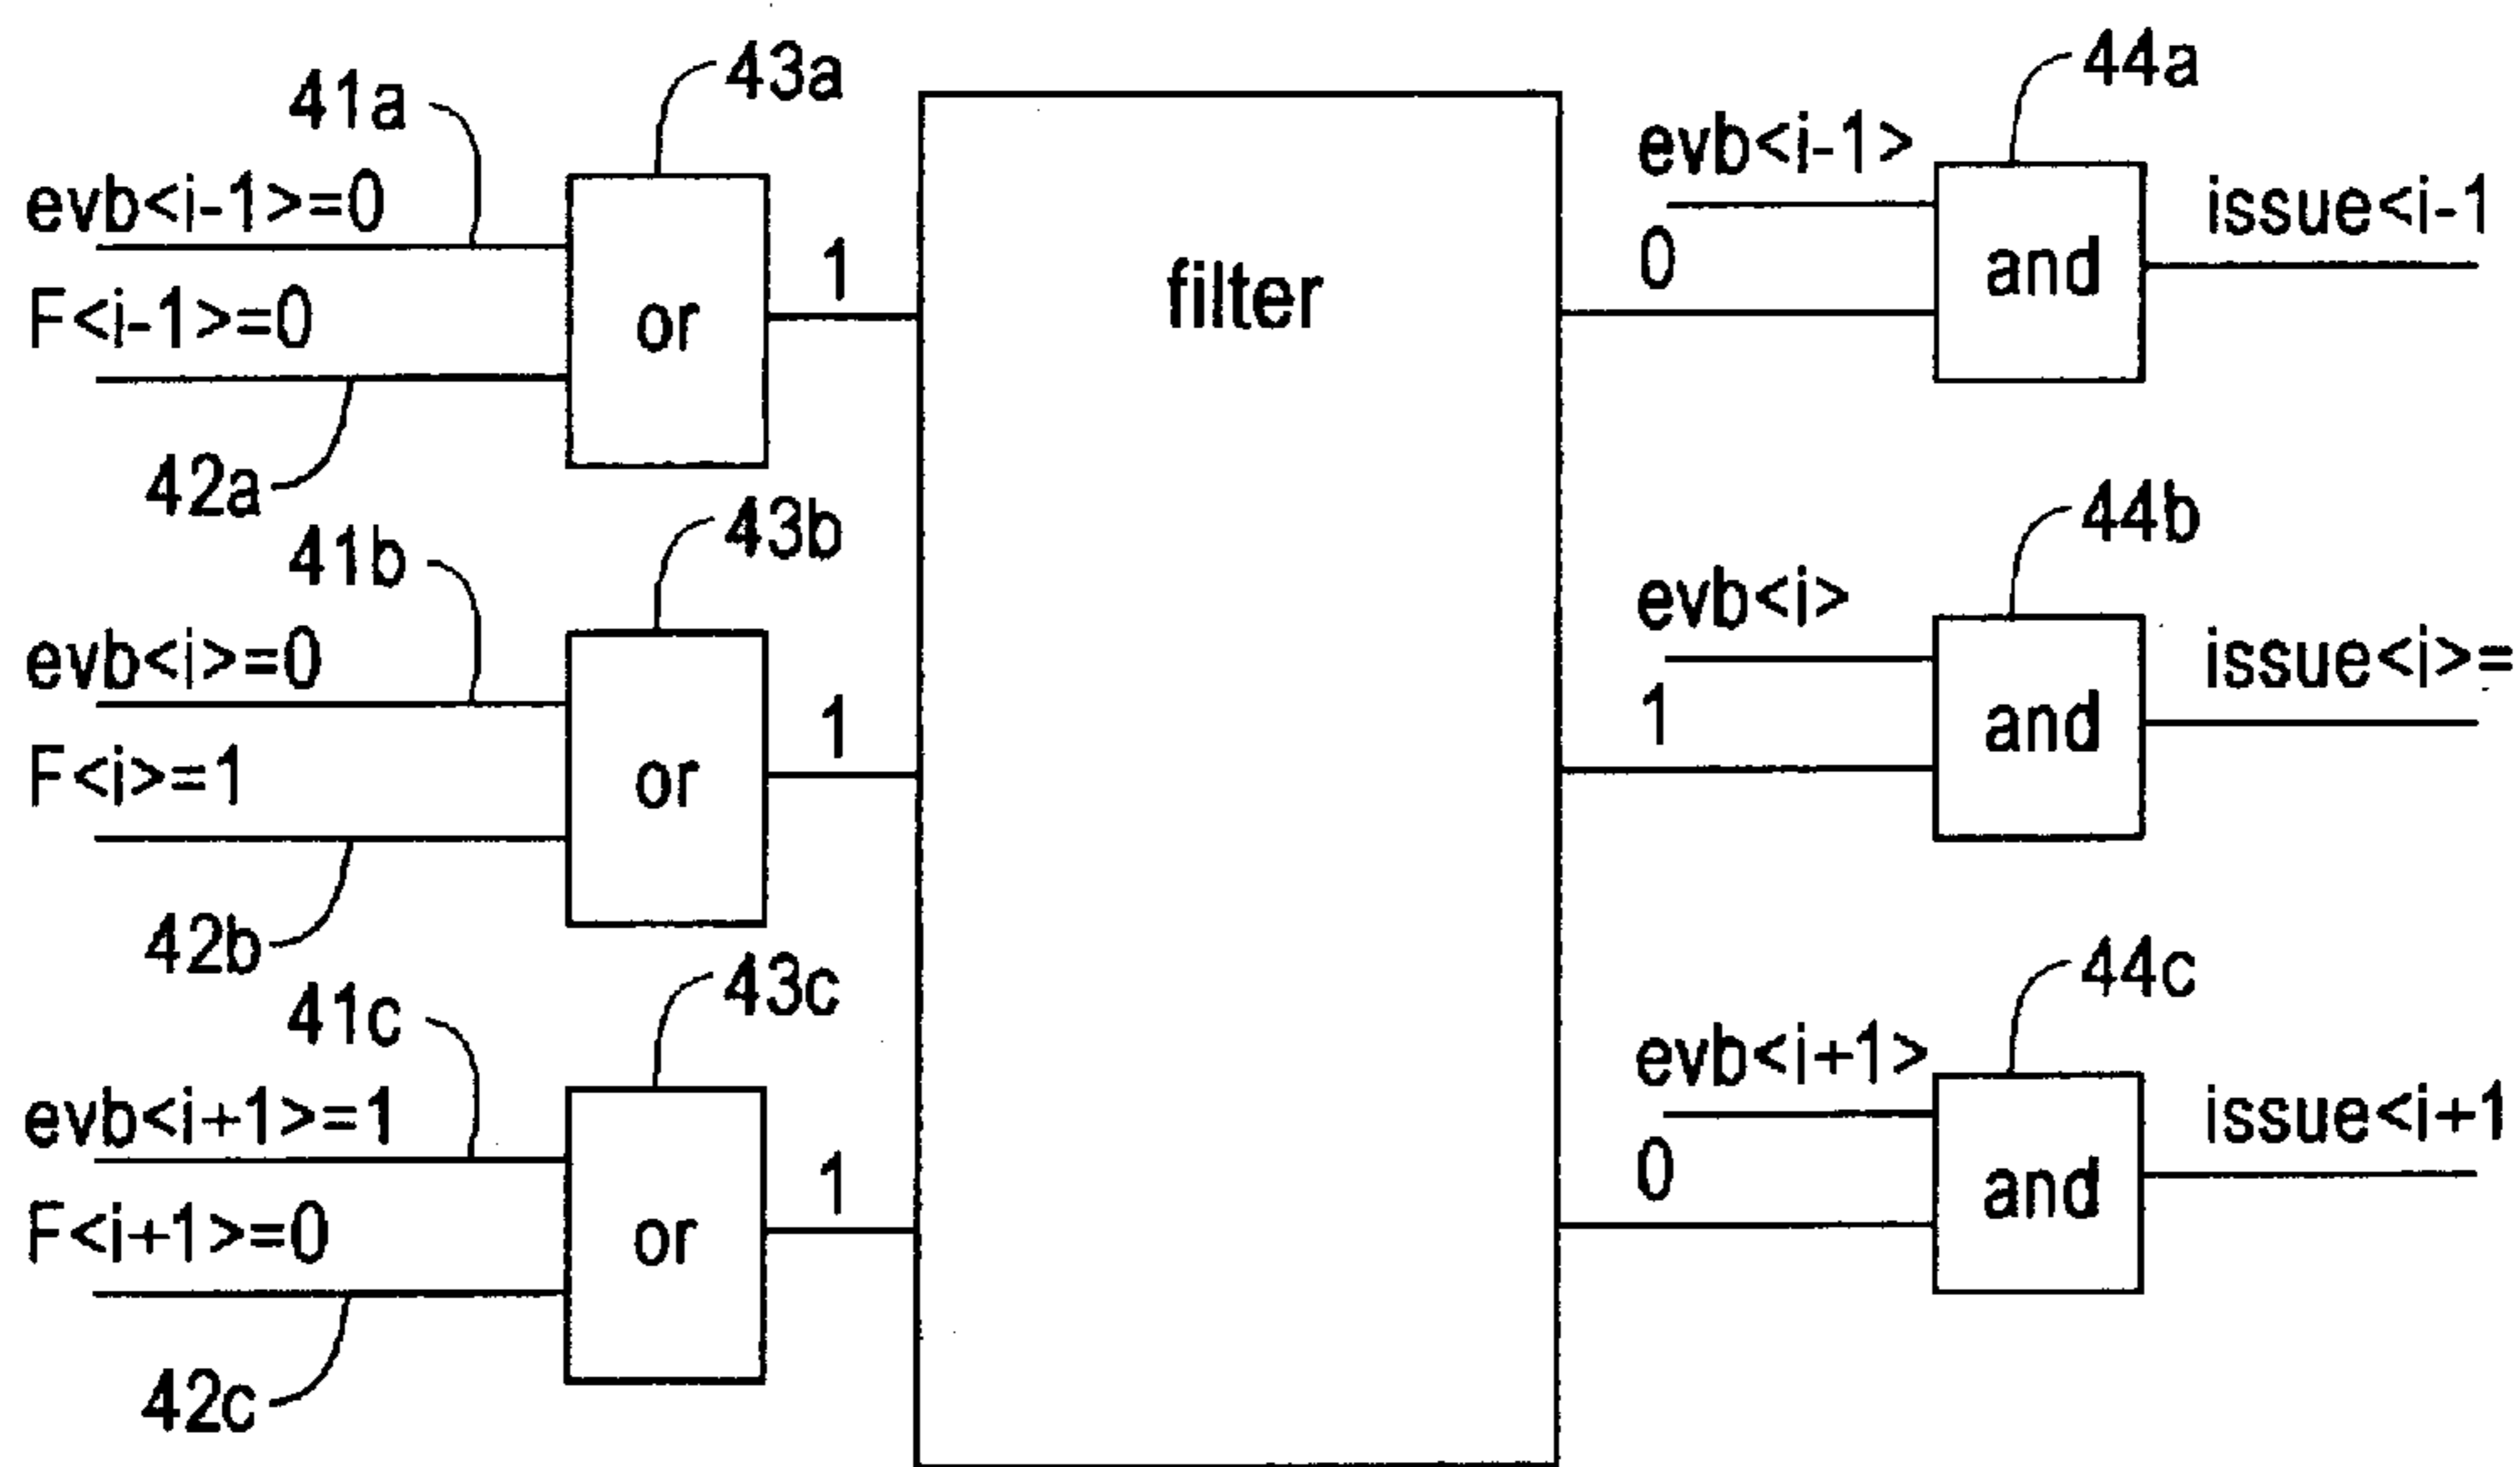 41a
43a
evb<i-1>=0
F<i-1>=0
or
1
42a
41b
43b
evb<i>=0
F<i>=1
or
1
42b
41c
43c
evb<i+1>=1
F<i+1>=0
or
1
42c
filter
44a
evb<i-1>
0
and
issue<i-1
44b
evb<i>
1
and
issue<i>=
44c
evb<i+1>
0
and
issue<i+1